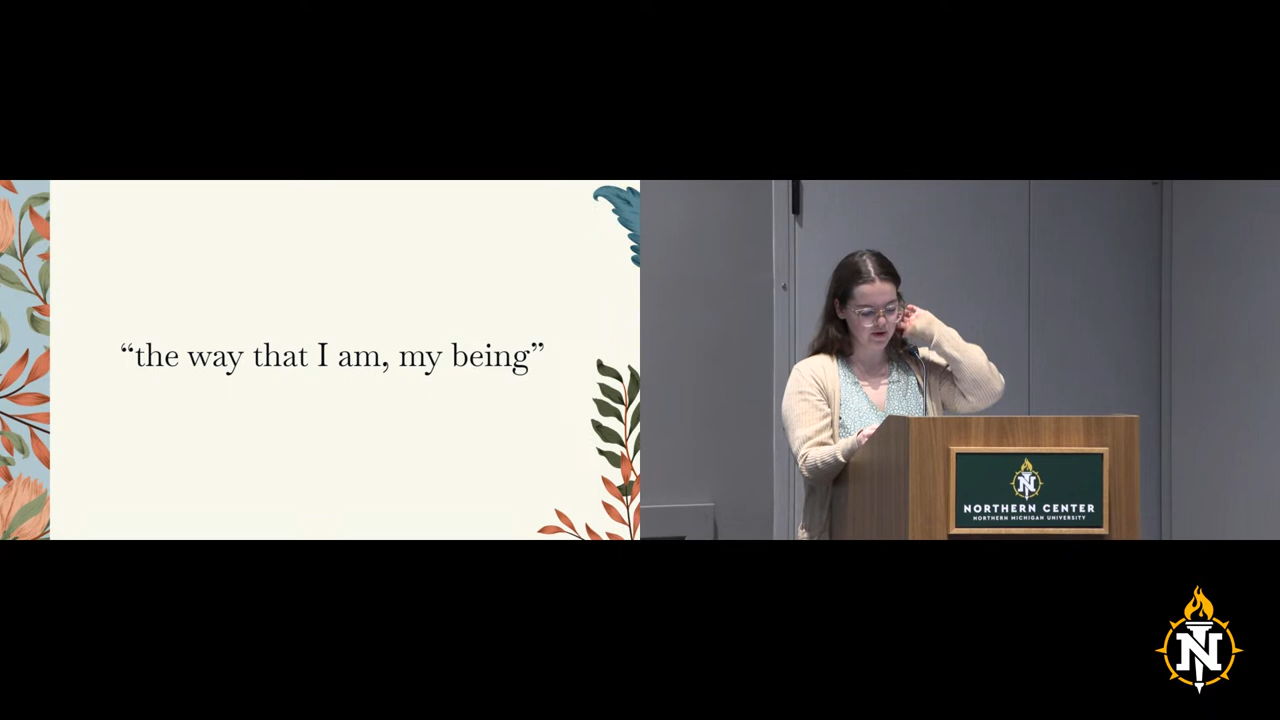 “the way that I am, my being”
N
NORTHERN CENTER
NORTHERN MICHIGAN UNIVERSITY
N